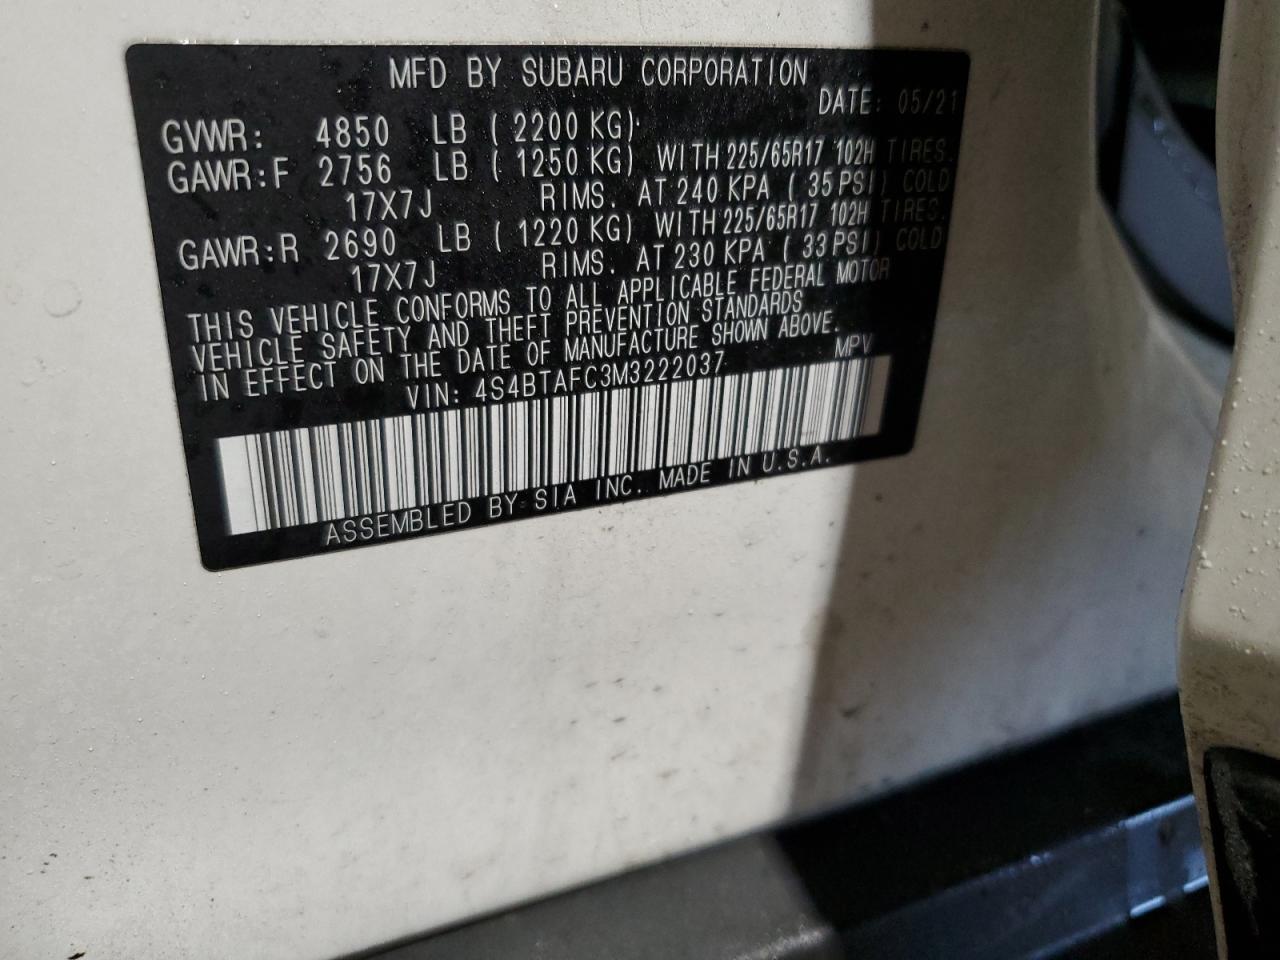 MFD BY SUBARU CORPORATION
DATE: 05/21
GVWR: 4850 LB ( 2200 KG)
GAWR:F 2756 LB ( 1250 KG) WITH 225/65R17 102H TIRES.
17X7J RIMS. AT 240 KPA ( 35 PSI) COLD
GAWR:R 2690 LB ( 1220 KG) WITH 225/65R17 102H TIRES.
17X7J RIMS. AT 230 KPA ( 33 PSI) COLD
THIS VEHICLE CONFORMS TO ALL APPLICABLE FEDERAL MOTOR
VEHICLE SAFETY AND THEFT PREVENTION STANDARDS
IN EFFECT ON THE DATE OF MANUFACTURE SHOWN ABOVE.
VIN: 4S4BTAFC3M3222037 MPV
ASSEMBLED BY SIA INC. MADE IN U.S.A.